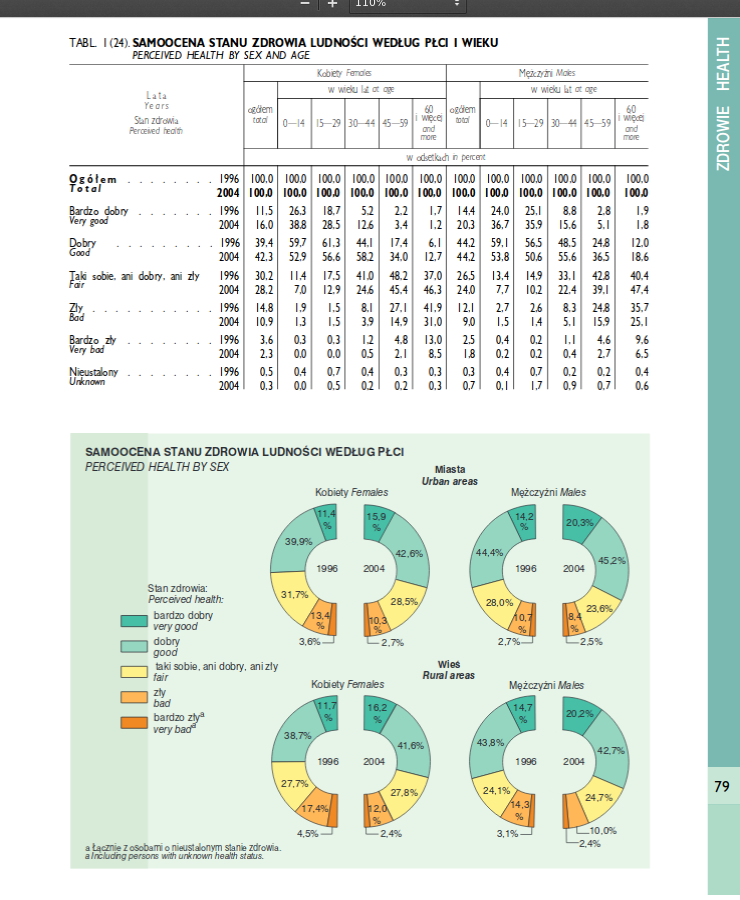 110%
TABL. 1 (24). SAMOOCENA STANU ZDROWIA LUDNOŚCI WEDŁUG PŁCI I WIEKU
PERCEIVED HEALTH BY SEX AND AGE
Lata
Years
Stan zdrowia
Perceived health
Kobiety Females
Mężczyźni Males
ogółem
total
w wieku lat at age
ogółem
total
w wieku lat at age
0—14 15—29 30—44 45—59 60 i więcej and more
0—14 15—29 30—44 45—59 60 i więcej and more
w odsetkach in percent
Ogółem . . . . . . . . 1996 100.0 100.0 100.0 100.0 100.0 100.0 100.0 100.0 100.0 100.0 100.0 100.0
Total 2004 100.0 100.0 100.0 100.0 100.0 100.0 100.0 100.0 100.0 100.0 100.0 100.0
Bardzo dobry . . . . . . . 1996 11.5 26.3 18.7 5.2 2.2 1.7 14.4 24.0 25.1 8.8 2.8 1.9
Very good 2004 16.0 38.8 28.5 12.6 3.4 1.2 20.3 36.7 35.9 15.6 5.1 1.8
Dobry . . . . . . . . . 1996 39.4 59.7 61.3 44.1 17.4 6.1 44.2 59.1 56.5 48.5 24.8 12.0
Good 2004 42.3 52.9 56.6 58.2 34.0 12.7 44.2 53.8 50.6 55.6 36.5 18.6
Taki sobie, ani dobry, ani zły 1996 30.2 11.4 17.5 41.0 48.2 37.0 26.5 13.4 14.9 33.1 42.8 40.4
Fair 2004 28.2 7.0 12.9 24.6 45.4 46.3 24.0 7.7 10.2 22.4 39.1 47.4
Zły . . . . . . . . . . . 1996 14.8 1.9 1.5 8.1 27.1 41.9 12.1 2.7 2.6 8.3 24.8 35.7
Bad 2004 10.9 1.3 1.5 3.9 14.9 31.0 9.0 1.5 1.4 5.1 15.9 25.1
Bardzo zły . . . . . . . . 1996 3.6 0.3 0.3 1.2 4.8 13.0 2.5 0.4 0.2 1.1 4.6 9.6
Very bad 2004 2.3 0.0 0.0 0.5 2.1 8.5 1.8 0.2 0.2 0.4 2.7 6.5
Nieustalony . . . . . . . . 1996 0.5 0.4 0.7 0.4 0.3 0.3 0.3 0.4 0.7 0.2 0.2 0.4
Unknown 2004 0.3 0.0 0.5 0.2 0.2 0.3 0.7 0.1 1.7 0.9 0.7 0.6
SAMOOCENA STANU ZDROWIA LUDNOŚCI WEDŁUG PŁCI
PERCEIVED HEALTH BY SEX
Miasta
Urban areas
Kobiety Females
Mężczyźni Males
11,4 %
39,9%
31,7%
13,4 %
3,6%
1996
2004
15,9 %
42,6%
28,5%
10,3 %
2,7%
14,2 %
44,4%
28,0%
10,7 %
2,7%
1996
2004
20,3%
45,2%
23,6%
8,4 %
2,5%
Stan zdrowia:
Perceived health:
bardzo dobry
very good
dobry
good
taki sobie, ani dobry, ani zły
fair
zły
bad
bardzo zły a
very bad a
Wieś
Rural areas
Kobiety Females
Mężczyźni Males
11,7 %
38,7%
27,7%
17,4%
4,5%
1996
2004
16,2 %
41,6%
27,8%
12,0 %
2,4%
14,7 %
43,8%
24,1%
14,3 %
3,1%
1996
2004
20,2%
42,7%
24,7%
10,0%
2,4%
a Łącznie z osobami o nieustalonym stanie zdrowia.
a Including persons with unknown health status.
ZDROWIE HEALTH
79